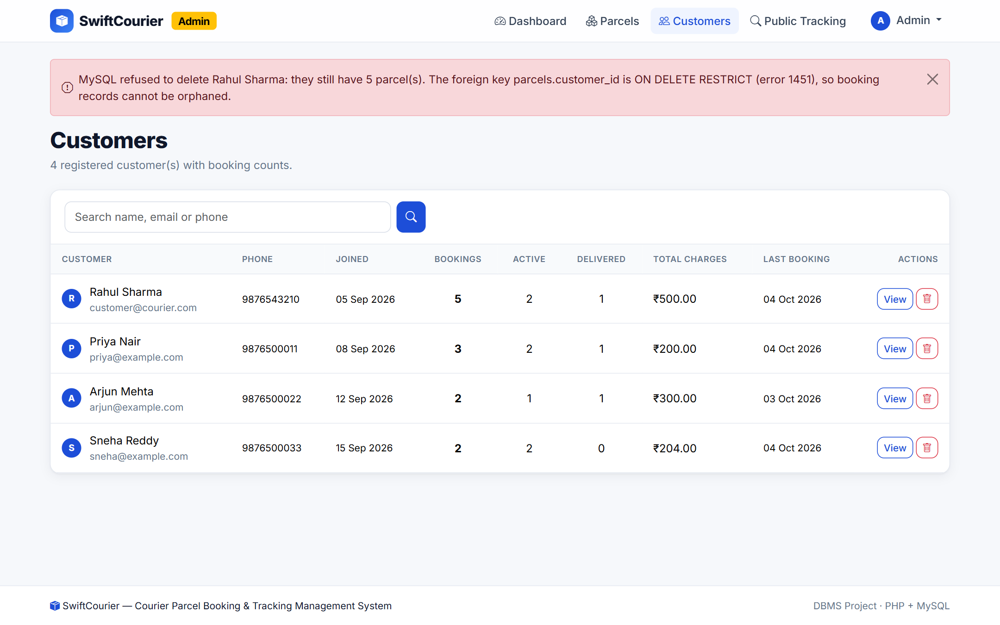 SwiftCourier Admin Dashboard Parcels Customers Public Tracking A Admin
MySQL refused to delete Rahul Sharma: they still have 5 parcel(s). The foreign key parcels.customer_id is ON DELETE RESTRICT (error 1451), so booking
records cannot be orphaned.
Customers
4 registered customer(s) with booking counts.
Search name, email or phone
CUSTOMER PHONE JOINED BOOKINGS ACTIVE DELIVERED TOTAL CHARGES LAST BOOKING ACTIONS
R Rahul Sharma 9876543210 05 Sep 2026 5 2 1 ₹500.00 04 Oct 2026 View
customer@courier.com
P Priya Nair 9876500011 08 Sep 2026 3 2 1 ₹200.00 04 Oct 2026 View
priya@example.com
A Arjun Mehta 9876500022 12 Sep 2026 2 1 1 ₹300.00 03 Oct 2026 View
arjun@example.com
S Sneha Reddy 9876500033 15 Sep 2026 2 2 0 ₹204.00 04 Oct 2026 View
sneha@example.com
SwiftCourier — Courier Parcel Booking & Tracking Management System DBMS Project · PHP + MySQL